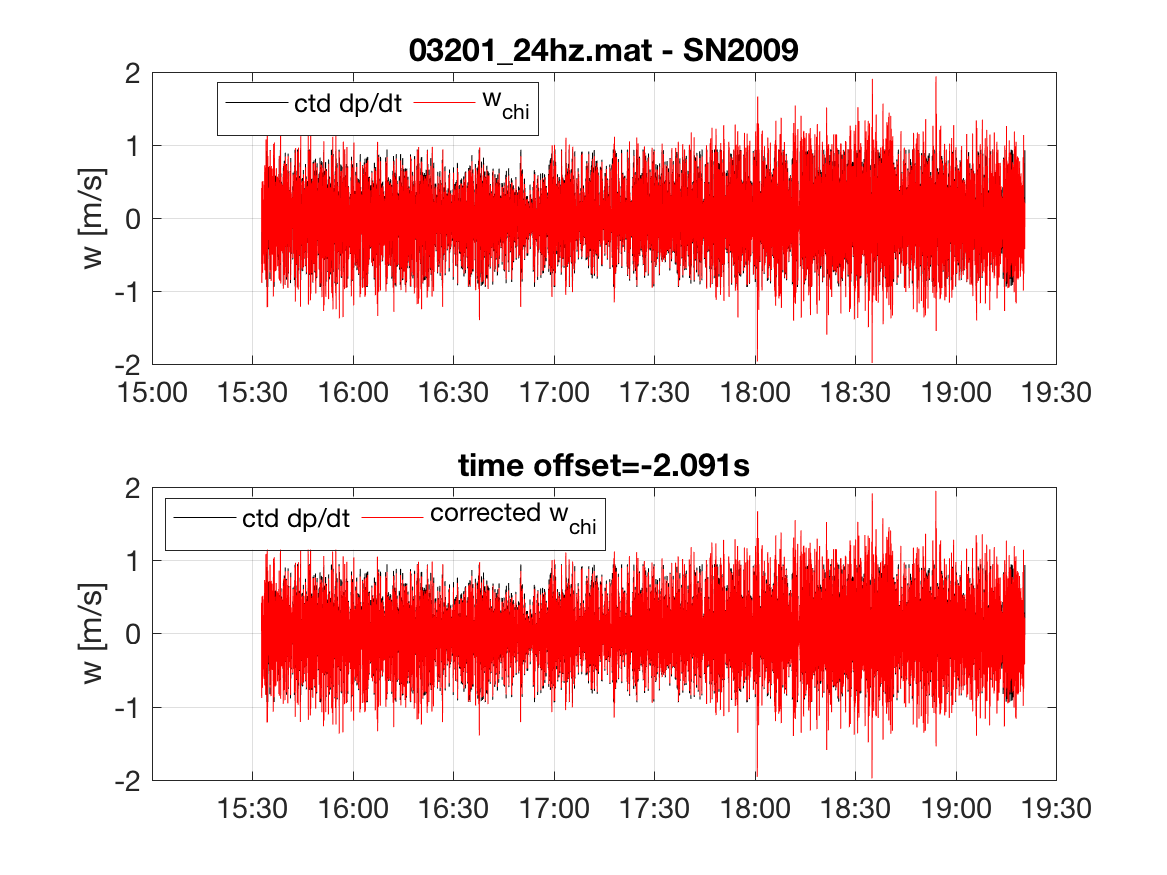 03201_24hz.mat - SN2009
2
ctd dp/dt w_chi
1
w [m/s]
0
-1
-2
15:00 15:30 16:00 16:30 17:00 17:30 18:00 18:30 19:00 19:30
time offset=-2.091s
2
ctd dp/dt corrected w_chi
1
w [m/s]
0
-1
-2
15:30 16:00 16:30 17:00 17:30 18:00 18:30 19:00 19:30